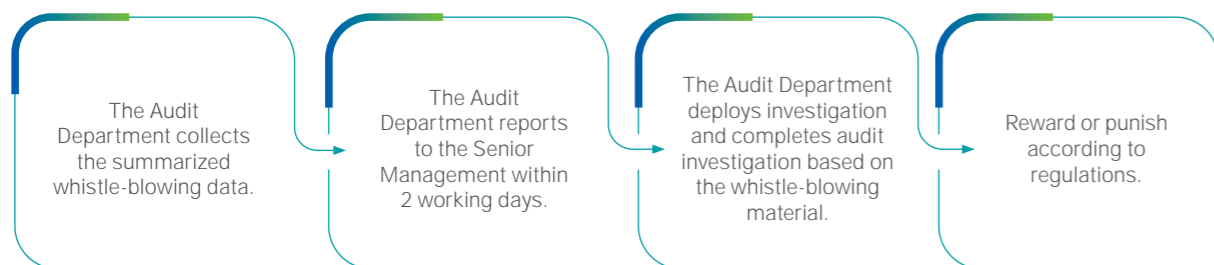 The Audit
Department collects
the summarized
whistle-blowing data.
The Audit
Department reports
to the Senior
Management within
2 working days.
The Audit Department
deploys investigation
and completes audit
investigation based on
the whistle-blowing
material.
Reward or punish
according to
regulations.